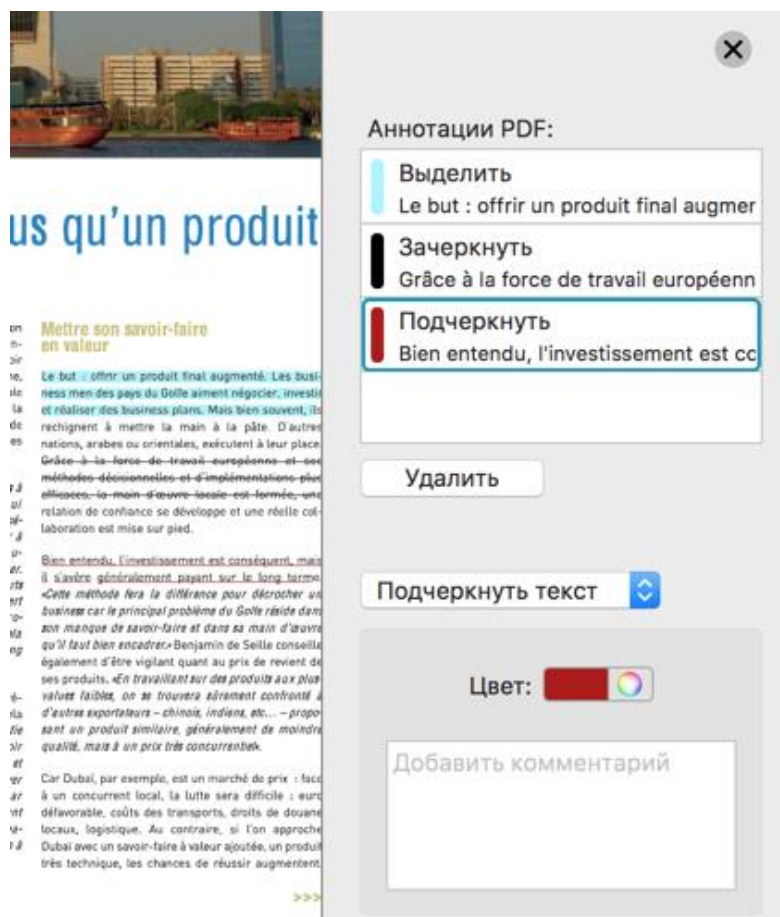 us qu'un produit
on
n-
oir
ne,
ble
la
de
es
Mettre son savoir-faire
en valeur
Le but : offrir un produit final augmenté. Les busi-
ness men des pays du Golfe aiment négocier, investir
et réaliser des business plans. Mais bien souvent, ils
rechignent à mettre la main à la pâte. D'autres
nations, arabes ou orientales, exécutent à leur place.
Grâce à la force de travail européenne et ses
méthodes décisionnelles et d'implémentations plus
efficaces, la main d'œuvre locale est formée, une
relation de confiance se développe et une réelle col-
laboration est mise sur pied.
Bien entendu, l'investissement est conséquent, mais
il s'avère généralement payant sur le long terme.
«Cette méthode fera la différence pour décrocher un
business car le principal problème du Golfe réside dans
son manque de savoir-faire et dans sa main d'œuvre
qu'il faut bien encadrer.» Benjamin de Seille conseille
également d'être vigilant quant au prix de revient de
ses produits. «En travaillant sur des produits aux plus-
values faibles, on se trouvera sûrement confronté à
d'autres exportateurs – chinois, indiens, etc... – propo-
sant un produit similaire, généralement de moindre
qualité, mais à un prix très concurrentiel».
Car Dubaï, par exemple, est un marché de prix : face
à un concurrent local, la lutte sera difficile : euro
défavorable, coûts des transports, droits de douane
locaux, logistique. Au contraire, si l'on approche
Dubaï avec un savoir-faire à valeur ajoutée, un produit
très technique, les chances de réussir augmentent.
>>>
Аннотации PDF:
Выделить
Le but : offrir un produit final augmer
Зачеркнуть
Grâce à la force de travail européenn
Подчеркнуть
Bien entendu, l'investissement est cc
Удалить
Подчеркнуть текст
Цвет:
Добавить комментарий